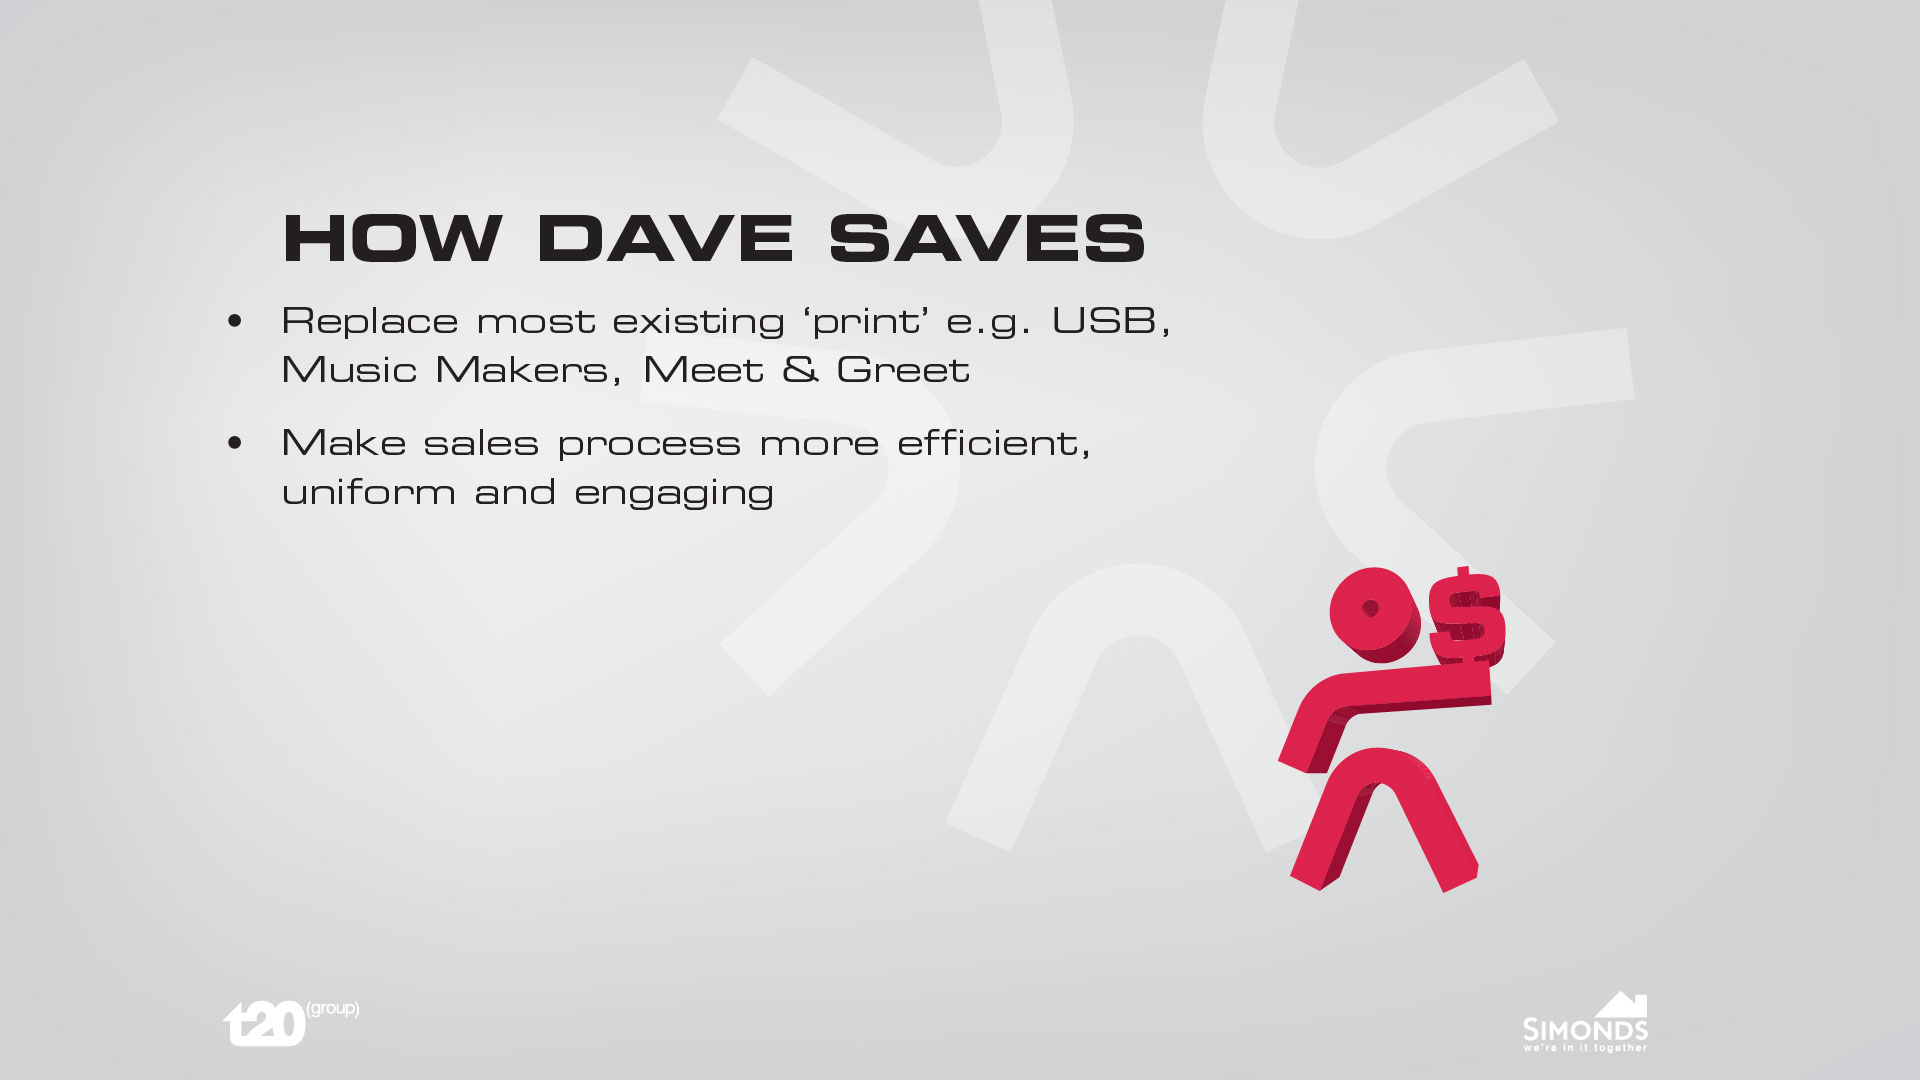 HOW DAVE SAVES
• Replace most existing ‘print’ e.g. USB,
Music Makers, Meet & Greet
• Make sales process more efficient,
uniform and engaging
$
t20(group)
SIMONDS
we're in it together